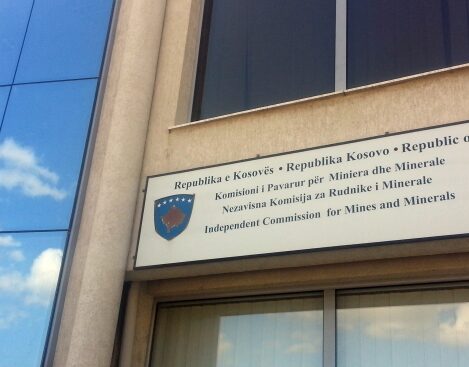 Republika e Kosovës • Republika Kosovo • Republic o
Komisioni i Pavarur për Miniera dhe Minerale
Nezavisna Komisija za Rudnike i Minerale
Independent Commission for Mines and Minerals